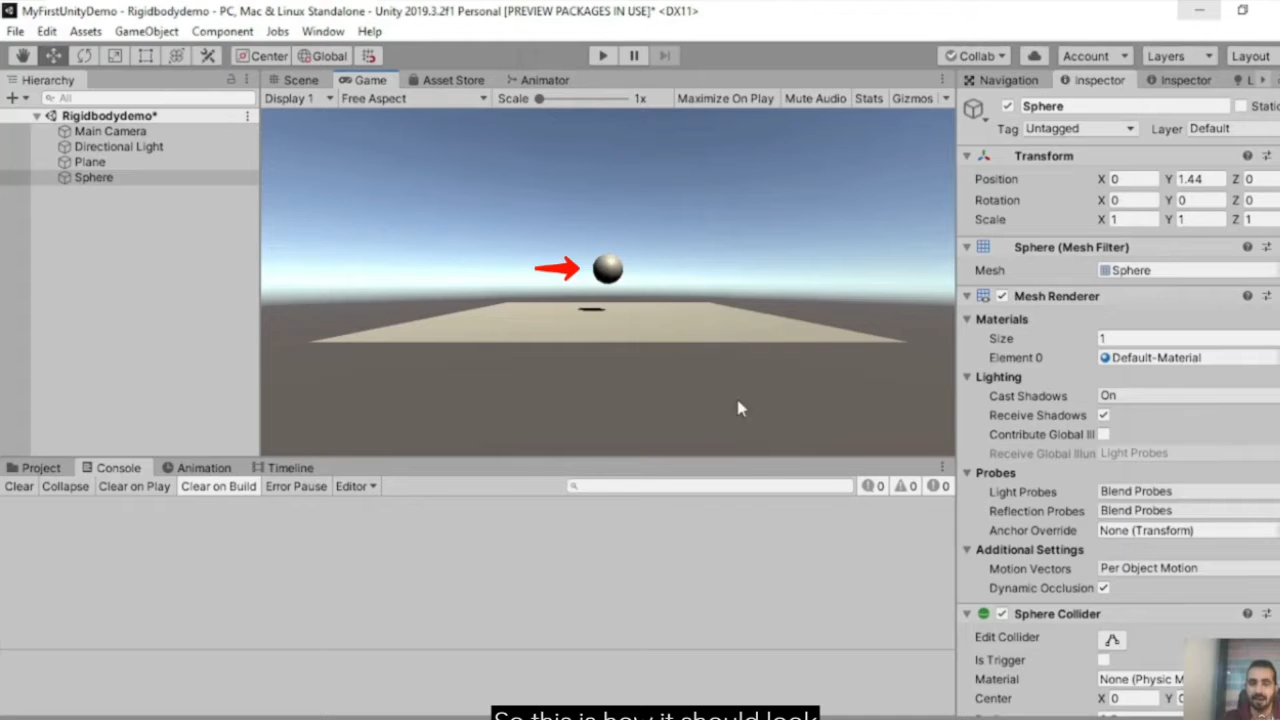 MyFirstUnityDemo - Rigidbodydemo - PC, Mac & Linux Standalone - Unity 2019.3.2f1 Personal [PREVIEW PACKAGES IN USE]* <DX11>
File Edit Assets GameObject Component Jobs Window Help
Center Global Collab Account Layers Layout
Hierarchy Scene Game Asset Store Animator Navigation Inspector Inspector L
All Display 1 Free Aspect Scale 1x Maximize On Play Mute Audio Stats Gizmos
Sphere Static
Rigidbodydemo*
Main Camera
Directional Light
Plane
Sphere
Tag Untagged Layer Default
Transform
Position X 0 Y 1.44 Z 0
Rotation X 0 Y 0 Z 0
Scale X 1 Y 1 Z 1
Sphere (Mesh Filter)
Mesh Sphere
Mesh Renderer
Materials
Size 1
Element 0 Default-Material
Lighting
Cast Shadows On
Receive Shadows
Contribute Global Ill
Receive Global Illun Light Probes
Probes
Light Probes Blend Probes
Reflection Probes Blend Probes
Anchor Override None (Transform)
Additional Settings
Motion Vectors Per Object Motion
Dynamic Occlusion
Sphere Collider
Edit Collider
Is Trigger
Material None (Physic M
Center X 0 Y
Project Console Animation Timeline
Clear Collapse Clear on Play Clear on Build Error Pause Editor 0 0 0
So this is how it should look